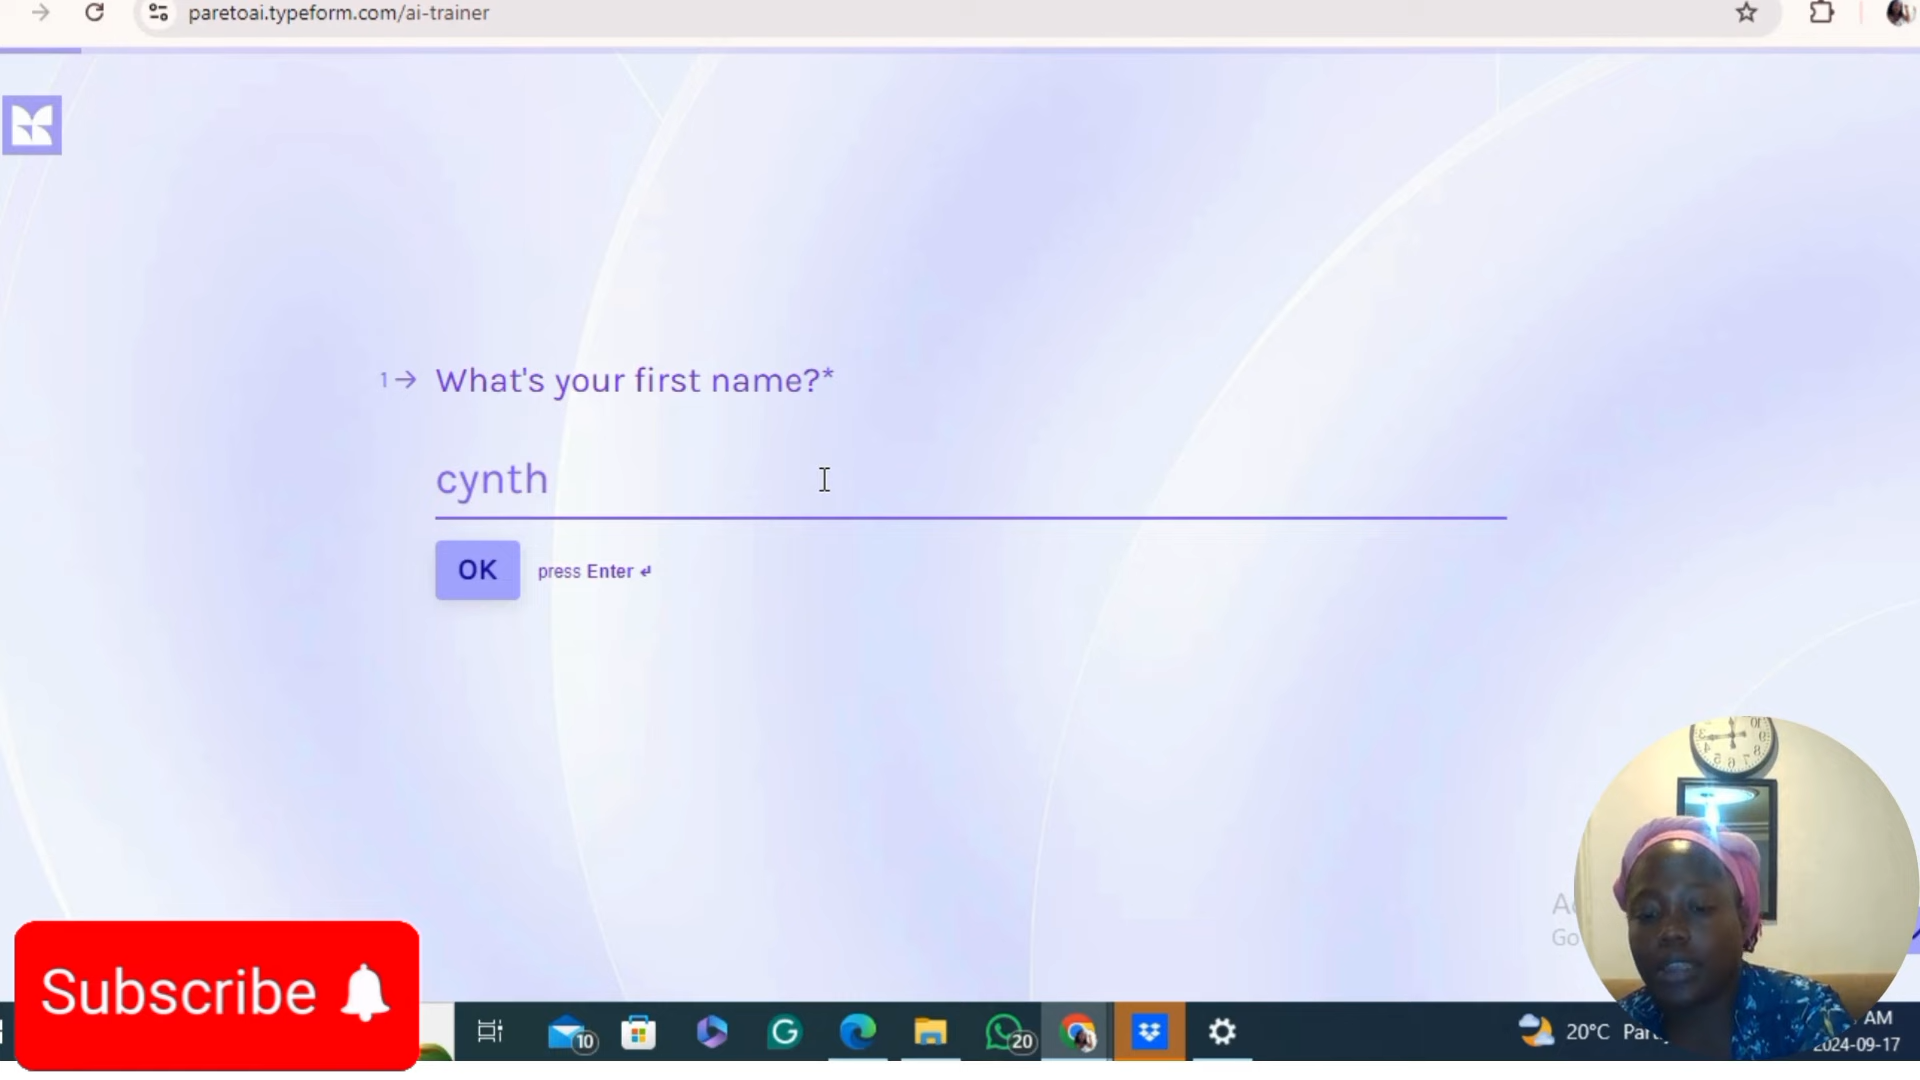 paretoai.typeform.com/ai-trainer
1→ What's your first name?*
cynth
OK press Enter ↵
Subscribe
10
20
20°C
AM
2024-09-17